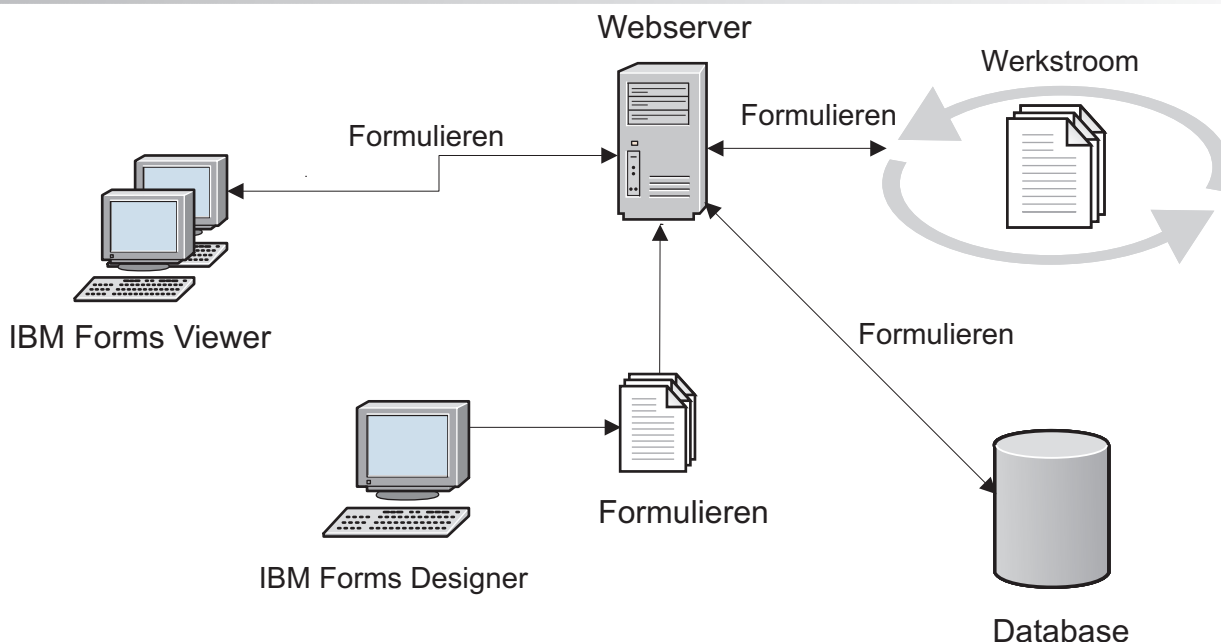 Webserver
Werkstroom
Formulieren
Formulieren
IBM Forms Viewer
Formulieren
Formulieren
IBM Forms Designer
Database